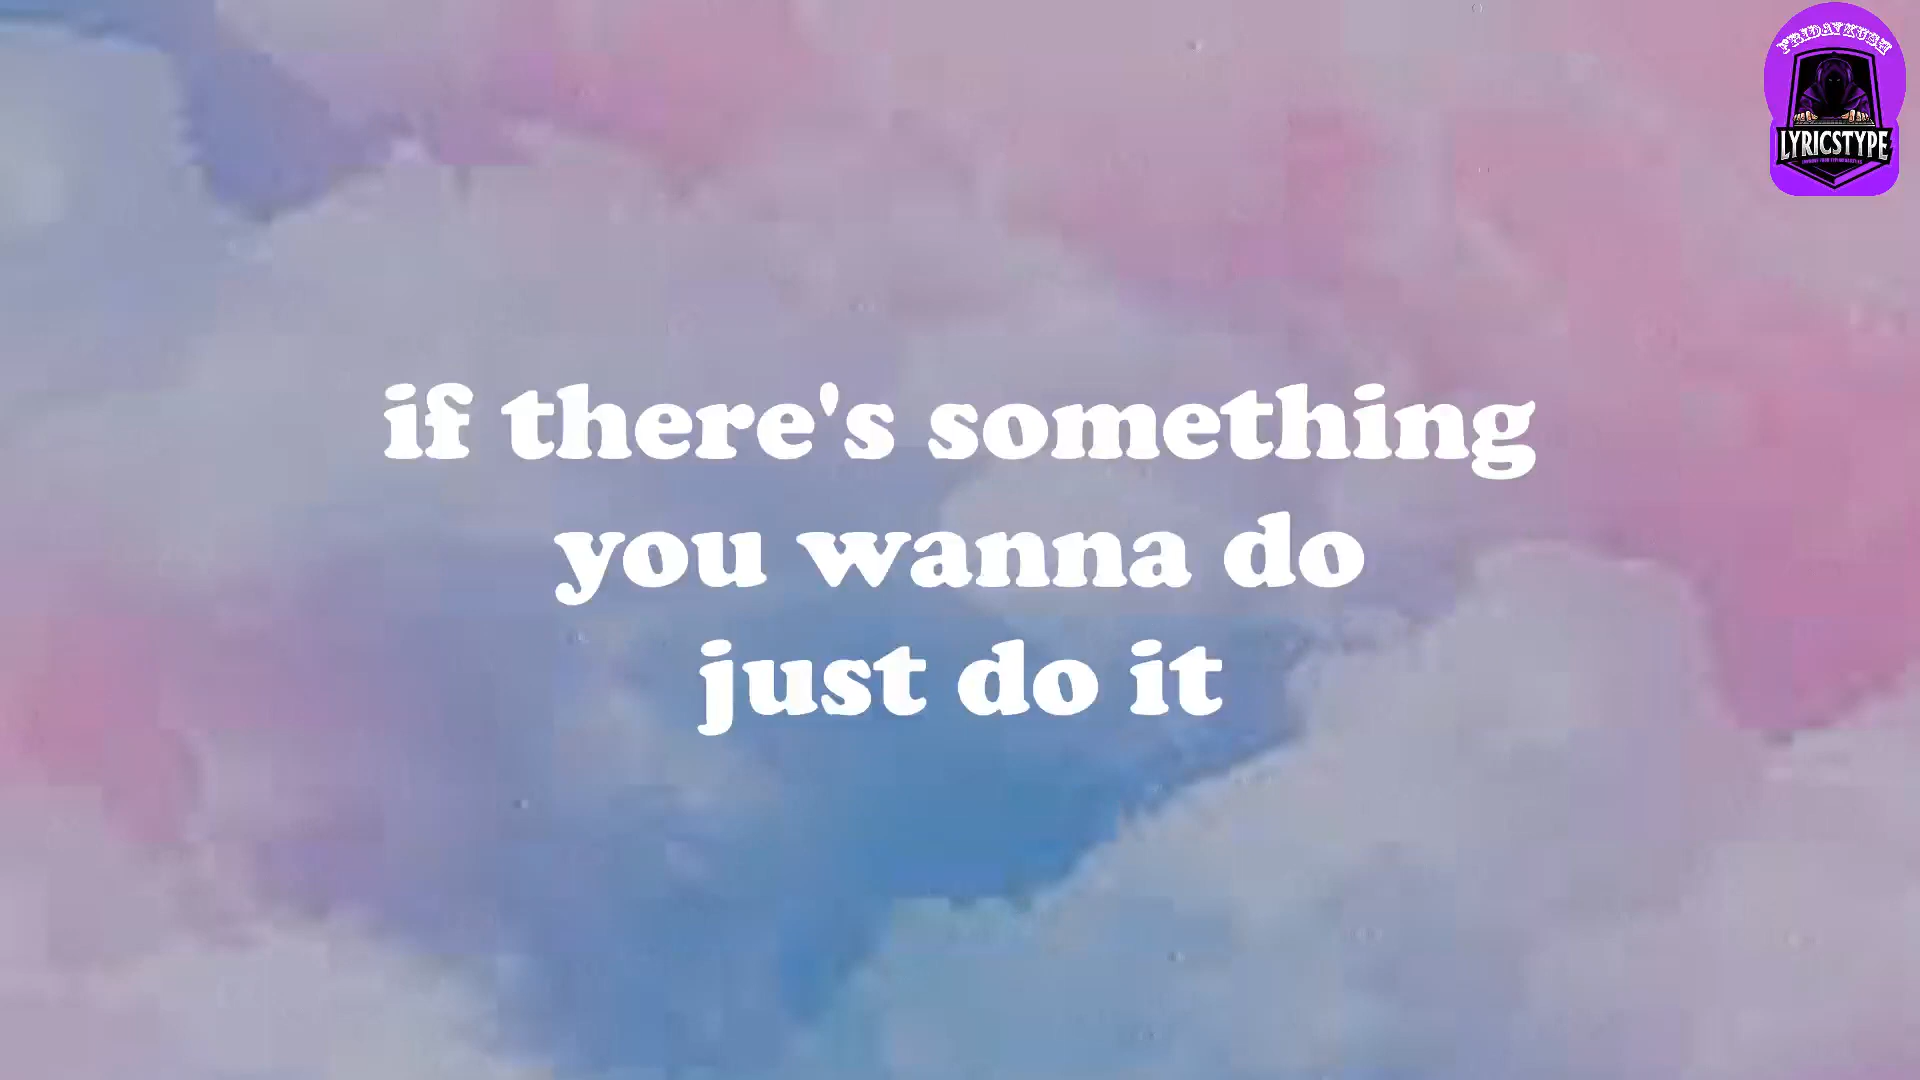 if there's something
you wanna do
just do it
FRIDAYKUSH
LYRICSTYPE